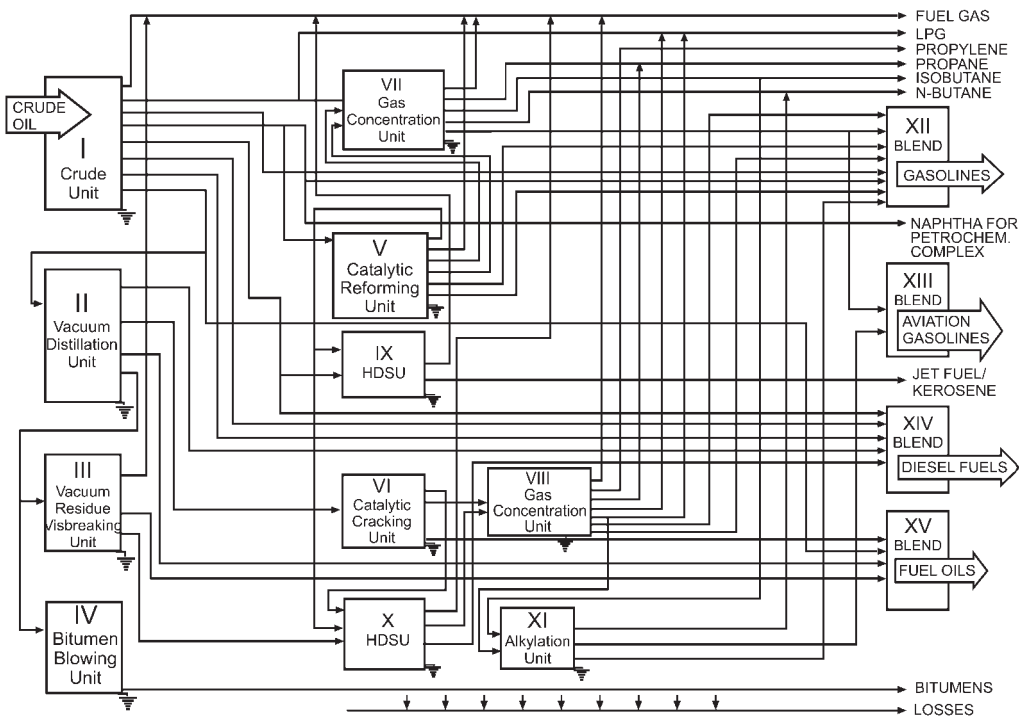 FUEL GAS
LPG
PROPYLENE
PROPANE
ISOBUTANE
N-BUTANE
CRUDE
OIL
I
Crude
Unit
VII
Gas
Concentration
Unit
XII
BLEND
GASOLINES
NAPHTHA FOR
PETROCHEM.
COMPLEX
V
Catalytic
Reforming
Unit
II
Vacuum
Distillation
Unit
XIII
BLEND
AVIATION
GASOLINES
IX
HDSU
JET FUEL/
KEROSENE
XIV
BLEND
DIESEL FUELS
III
Vacuum
Residue
Visbreaking
Unit
VI
Catalytic
Cracking
Unit
VIII
Gas
Concentration
Unit
XV
BLEND
FUEL OILS
IV
Bitumen
Blowing
Unit
X
HDSU
XI
Alkylation
Unit
BITUMENS
LOSSES